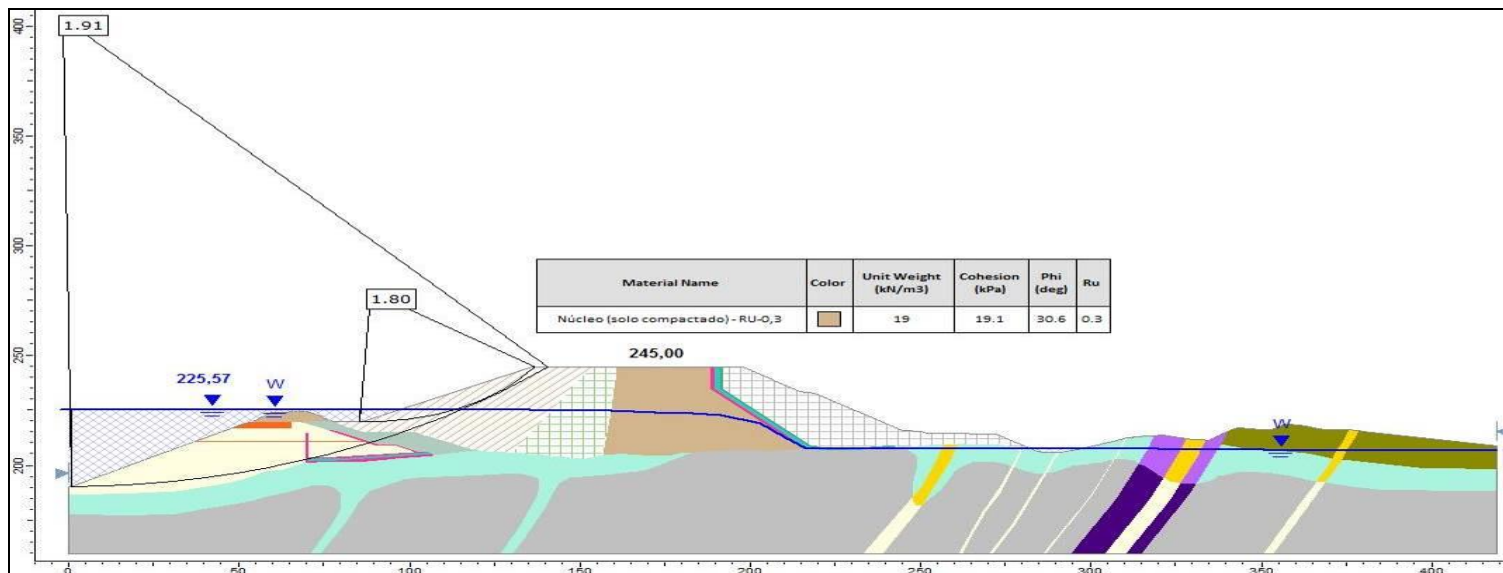 400
1.91
350
300
1.80
Material Name Color Unit Weight (kN/m3) Cohesion (kPa) Phi (deg) Ru
Núcleo (solo compactado) - RU-0,3 19 19.1 30.6 0.3
250
245,00
225,57
W
W
200
0 50 100 150 200 250 300 350 400